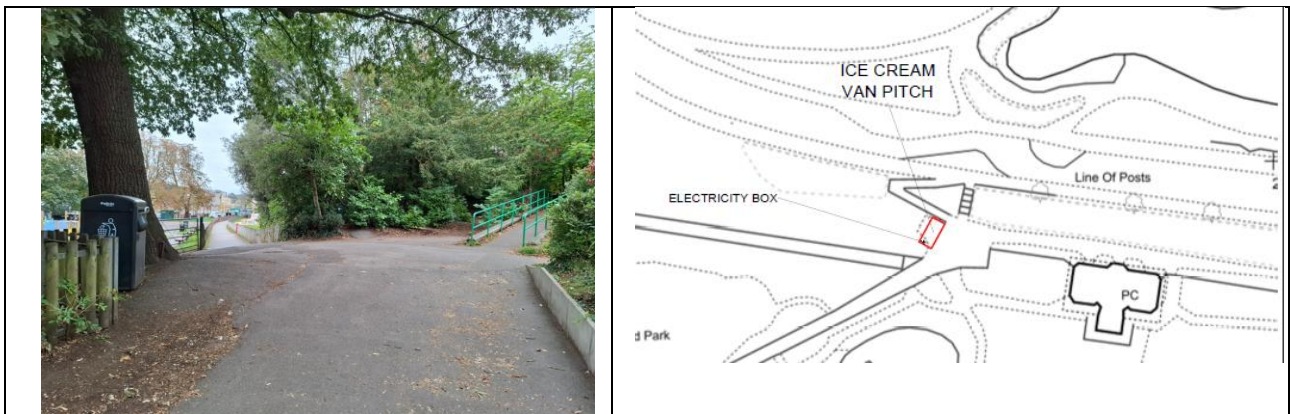 ICE CREAM
VAN PITCH
ELECTRICITY BOX
Line Of Posts
PC
d Park